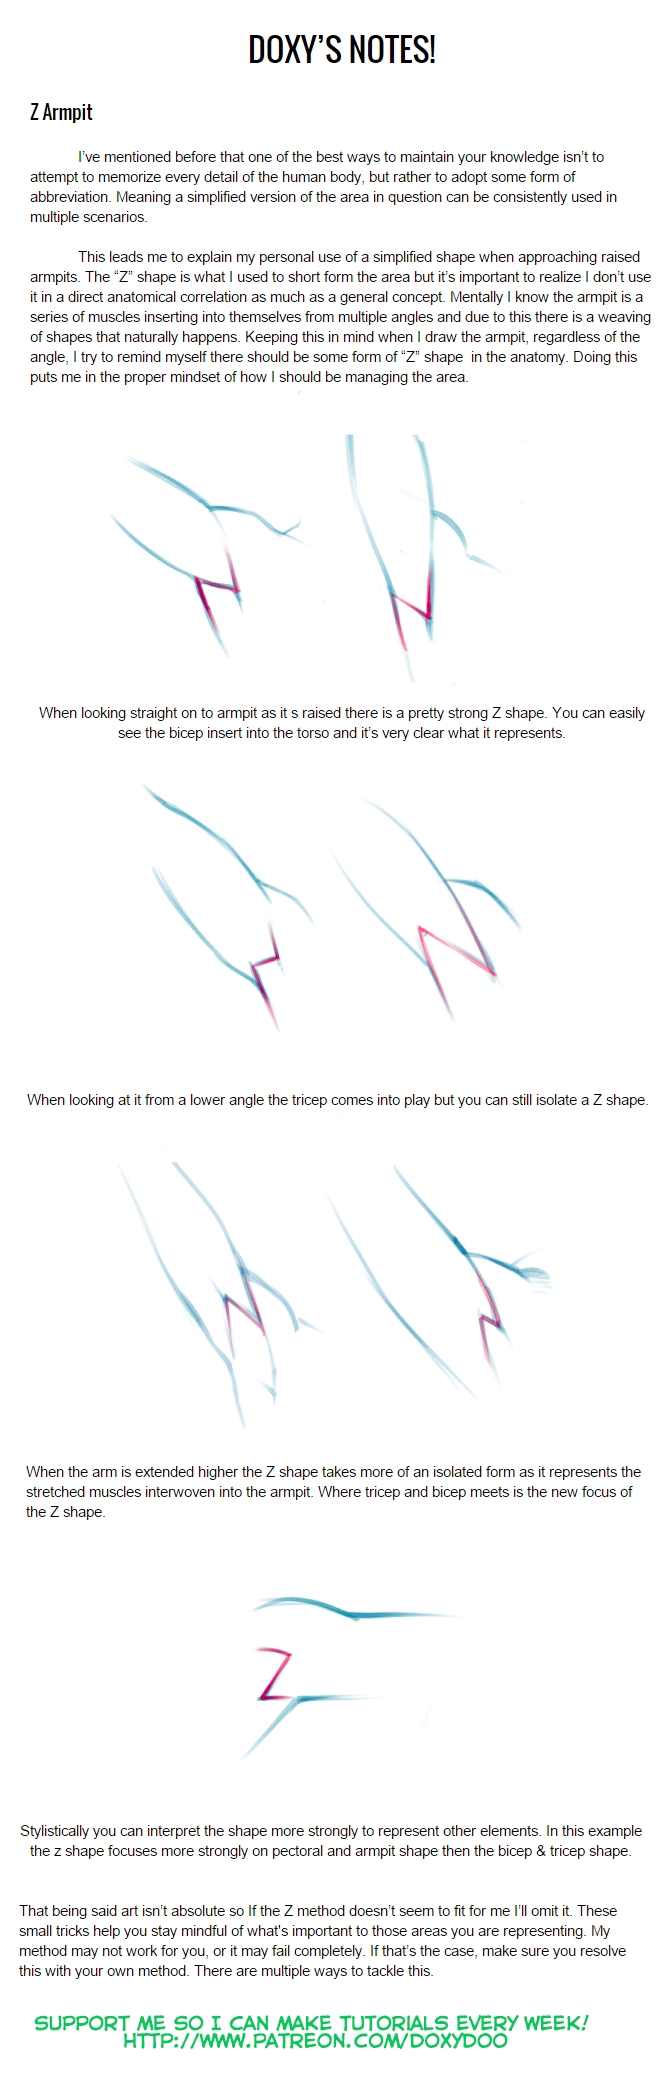 DOXY'S NOTES!
Z Armpit
I've mentioned before that one of the best ways to maintain your knowledge isn't to
attempt to memorize every detail of the human body, but rather to adopt some form of
abbreviation. Meaning a simplified version of the area in question can be consistently used in
multiple scenarios.
This leads me to explain my personal use of a simplified shape when approaching raised
armpits. The “Z” shape is what I used to short form the area but it's important to realize I don't use
it in a direct anatomical correlation as much as a general concept. Mentally I know the armpit is a
series of muscles inserting into themselves from multiple angles and due to this there is a weaving
of shapes that naturally happens. Keeping this in mind when I draw the armpit, regardless of the
angle, I try to remind myself there should be some form of “Z” shape in the anatomy. Doing this
puts me in the proper mindset of how I should be managing the area.
When looking straight on to armpit as it s raised there is a pretty strong Z shape. You can easily
see the bicep insert into the torso and it's very clear what it represents.
When looking at it from a lower angle the tricep comes into play but you can still isolate a Z shape.
When the arm is extended higher the Z shape takes more of an isolated form as it represents the
stretched muscles interwoven into the armpit. Where tricep and bicep meets is the new focus of
the Z shape.
Stylistically you can interpret the shape more strongly to represent other elements. In this example
the z shape focuses more strongly on pectoral and armpit shape then the bicep & tricep shape.
That being said art isn't absolute so If the Z method doesn't seem to fit for me I'll omit it. These
small tricks help you stay mindful of what's important to those areas you are representing. My
method may not work for you, or it may fail completely. If that's the case, make sure you resolve
this with your own method. There are multiple ways to tackle this.
SUPPORT ME SO I CAN MAKE TUTORIALS EVERY WEEK!
HTTP://WWW.PATREON.COM/DOXYDOO